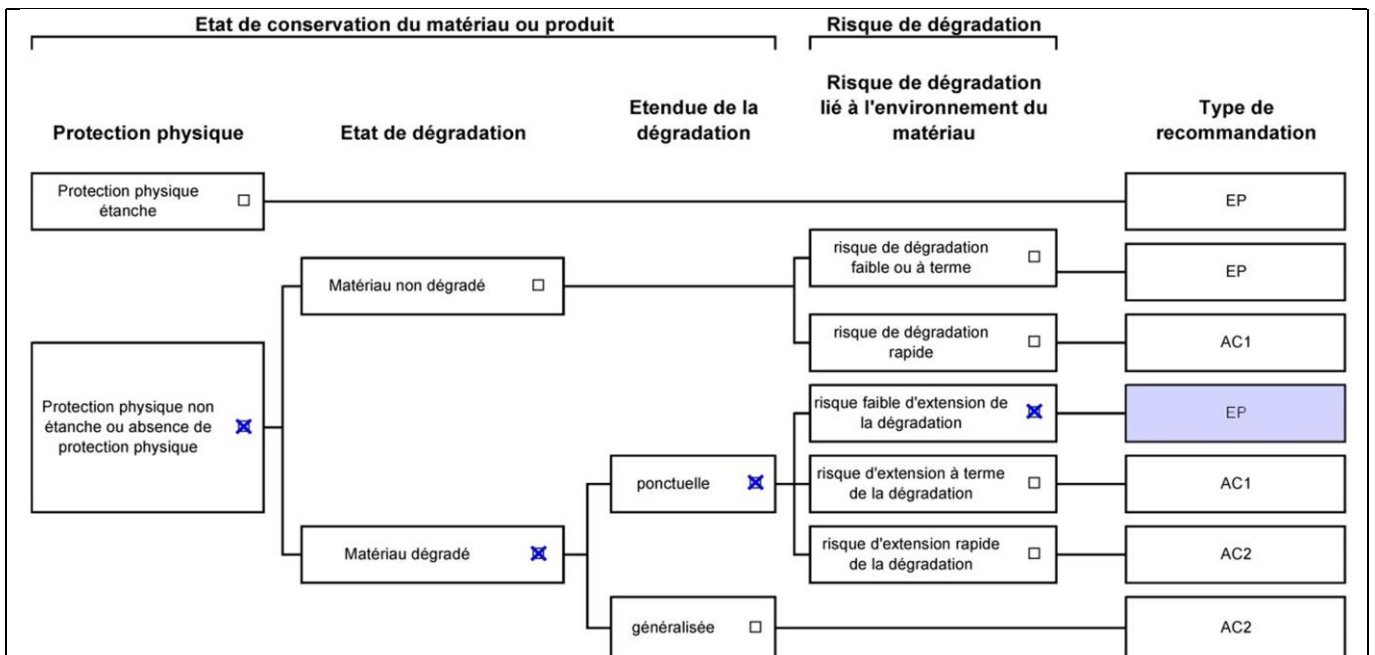 Etat de conservation du matériau ou produit
Risque de dégradation
Protection physique
Etat de dégradation
Etendue de la
dégradation
Risque de dégradation
lié à l'environnement du
matériau
Type de
recommandation
Protection physique
étanche
EP
risque de dégradation
faible ou à terme
EP
Matériau non dégradé
risque de dégradation
rapide
AC1
Protection physique non
étanche ou absence de
protection physique
risque faible d'extension de
la dégradation
EP
ponctuelle
risque d'extension à terme
de la dégradation
AC1
Matériau dégradé
risque d'extension rapide
de la dégradation
AC2
généralisée
AC2